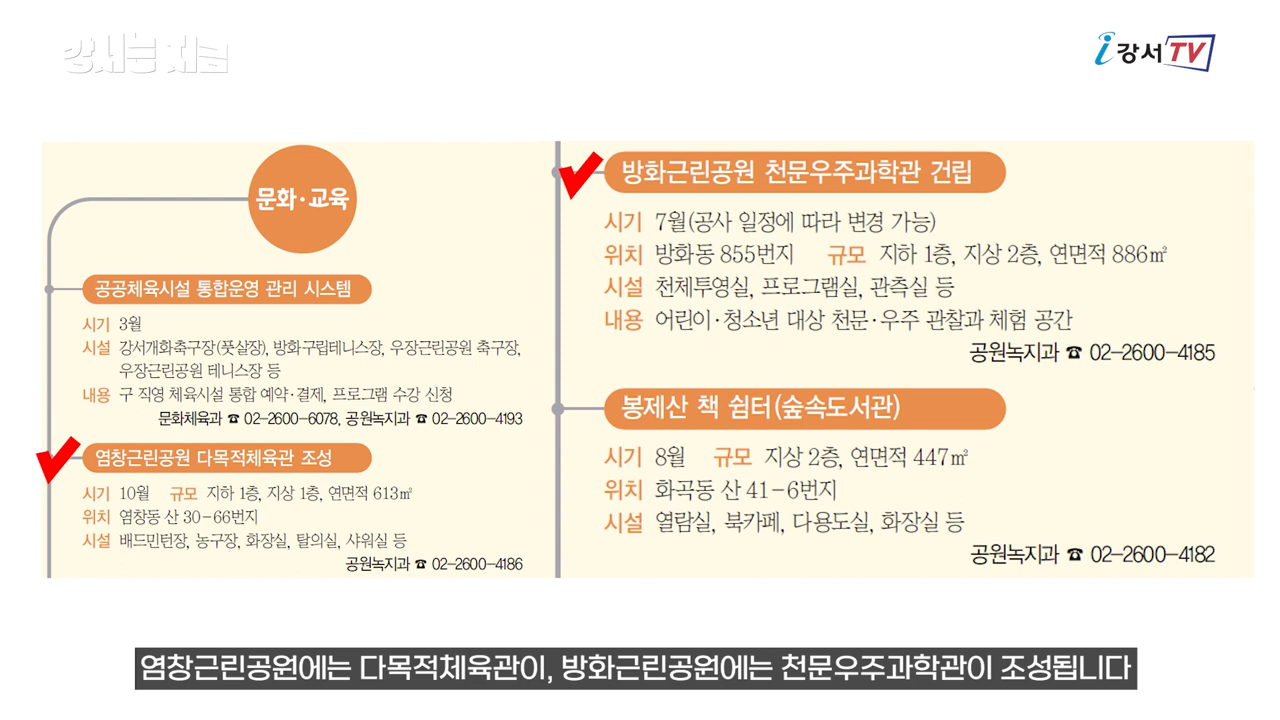 강서는 지금
i강서TV
문화·교육
공공체육시설 통합운영 관리 시스템
시기 3월
시설 강서개화축구장(풋살장), 방화구립테니스장, 우장근린공원 축구장,
우장근린공원 테니스장 등
내용 구 직영 체육시설 통합 예약·결제, 프로그램 수강 신청
문화체육과 ☎ 02-2600-6078, 공원녹지과 ☎ 02-2600-4193
염창근린공원 다목적체육관 조성
시기 10월 규모 지하 1층, 지상 1층, 연면적 613㎡
위치 염창동 산 30-66번지
시설 배드민턴장, 농구장, 화장실, 탈의실, 샤워실 등
공원녹지과 ☎ 02-2600-4186
방화근린공원 천문우주과학관 건립
시기 7월(공사 일정에 따라 변경 가능)
위치 방화동 855번지 규모 지하 1층, 지상 2층, 연면적 886㎡
시설 천체투영실, 프로그램실, 관측실 등
내용 어린이·청소년 대상 천문·우주 관찰과 체험 공간
공원녹지과 ☎ 02-2600-4185
봉제산 책 쉼터(숲속도서관)
시기 8월 규모 지상 2층, 연면적 447㎡
위치 화곡동 산 41-6번지
시설 열람실, 북카페, 다용도실, 화장실 등
공원녹지과 ☎ 02-2600-4182
염창근린공원에는 다목적체육관이, 방화근린공원에는 천문우주과학관이 조성됩니다